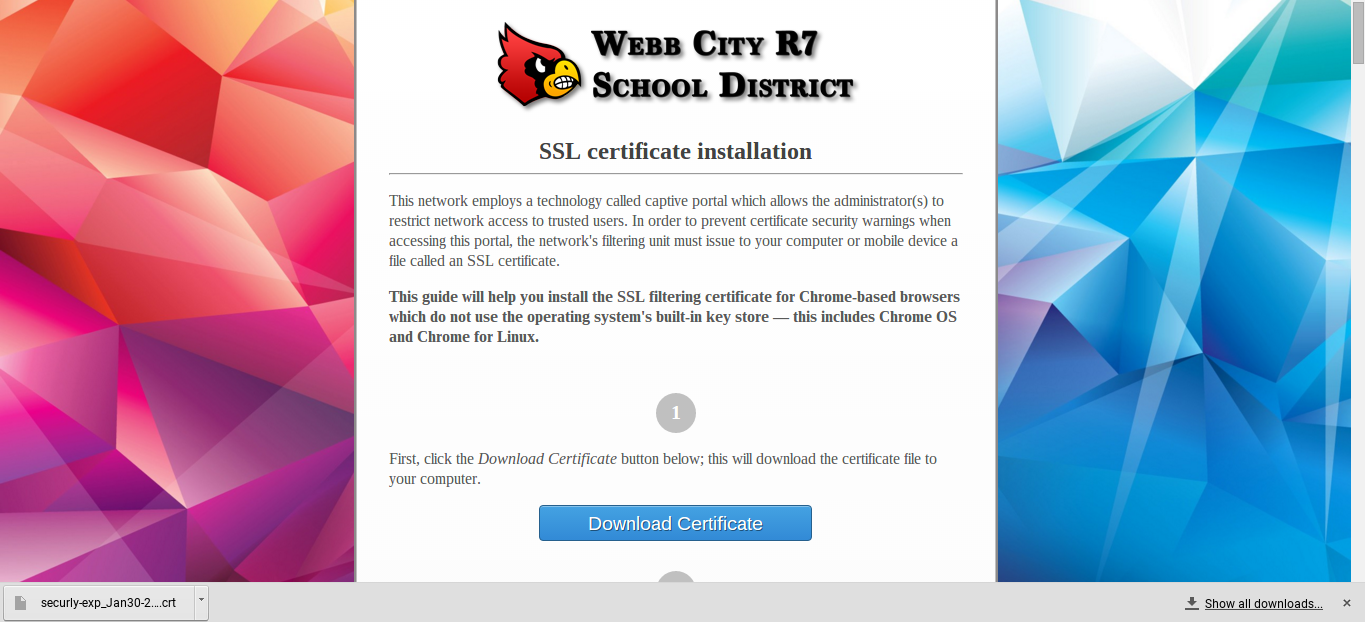 Webb City R7
School District
SSL certificate installation
This network employs a technology called captive portal which allows the administrator(s) to
restrict network access to trusted users. In order to prevent certificate security warnings when
accessing this portal, the network's filtering unit must issue to your computer or mobile device a
file called an SSL certificate.
This guide will help you install the SSL filtering certificate for Chrome-based browsers
which do not use the operating system's built-in key store — this includes Chrome OS
and Chrome for Linux.
1
First, click the Download Certificate button below; this will download the certificate file to
your computer.
Download Certificate
securly-exp_Jan30-2....crt
Show all downloads...